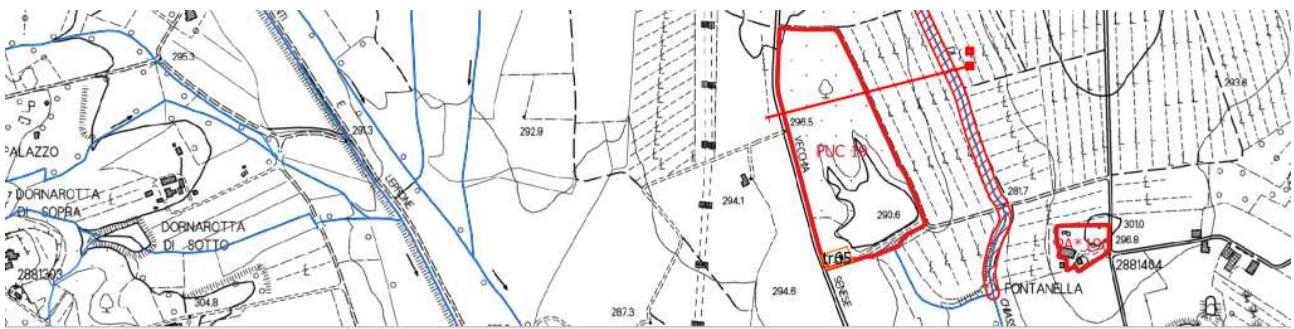 295.3
E
293.8
291.3
292.9
296.5
PALAZZO
VECCHIA
PUC 19
LEPRONE
281.7
DORNAROTTA
DI SOPRA
294.1
290.6
301.0
DORNAROTTA
DI SOTTO
296.8
tr05
2881303
2881404
SENESE
FONTANELLA
294.6
304.8
287.3